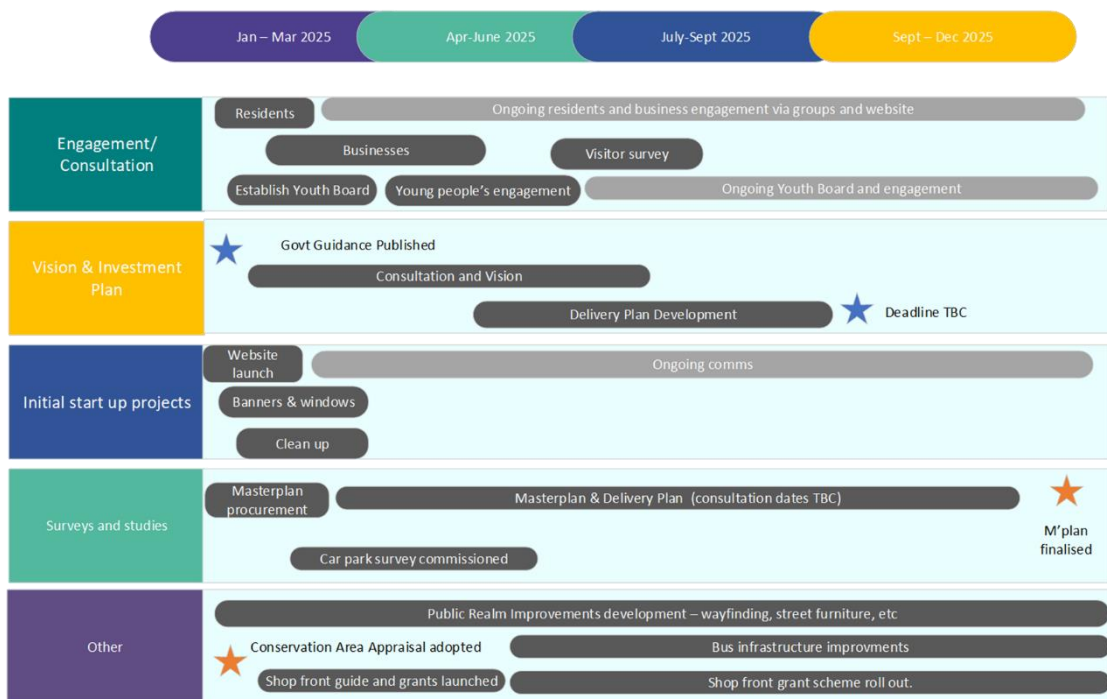 Jan – Mar 2025
Apr-June 2025
July-Sept 2025
Sept – Dec 2025
Engagement/
Consultation
Residents
Ongoing residents and business engagement via groups and website
Businesses
Visitor survey
Establish Youth Board
Young people's engagement
Ongoing Youth Board and engagement
Vision & Investment
Plan
Govt Guidance Published
Consultation and Vision
Delivery Plan Development
Deadline TBC
Initial start up projects
Website
launch
Ongoing comms
Banners & windows
Clean up
Surveys and studies
Masterplan
procurement
Masterplan & Delivery Plan (consultation dates TBC)
M'plan
finalised
Car park survey commissioned
Other
Public Realm Improvements development – wayfinding, street furniture, etc
Conservation Area Appraisal adopted
Bus infrastructure improvments
Shop front guide and grants launched
Shop front grant scheme roll out.